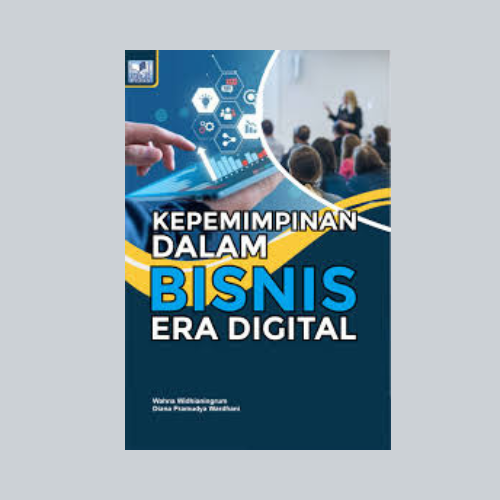 KEPEMIMPINAN
DALAM
BISNIS
ERA DIGITAL
Wahna Widhianingrum
Diana Pramudya Wardhani